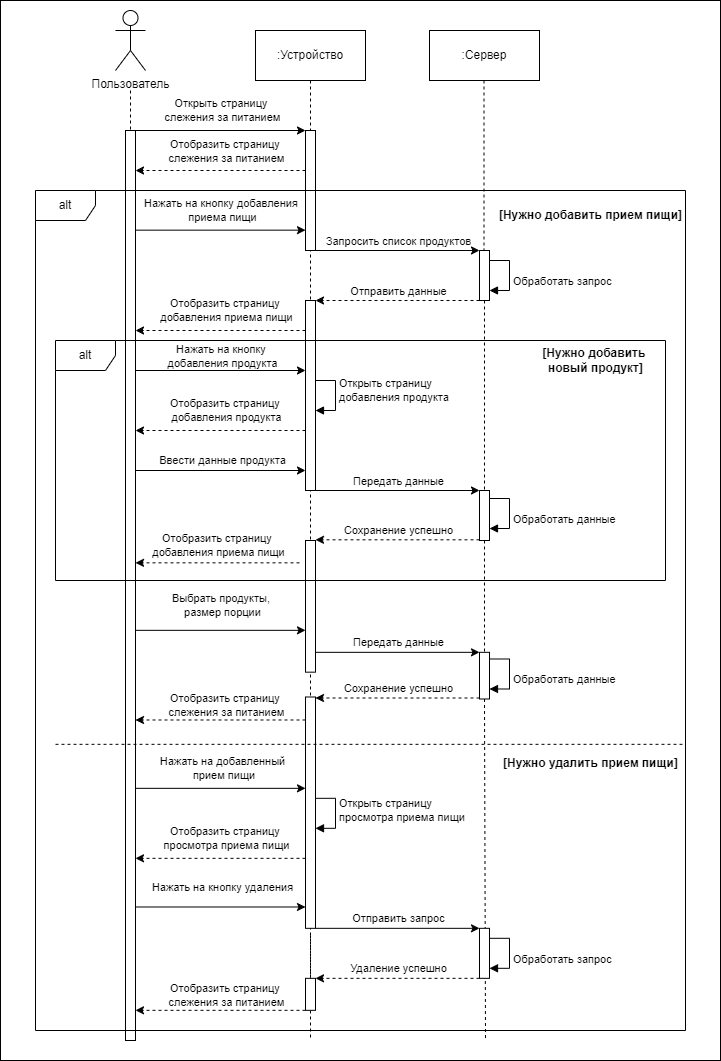 :Устройство
:Сервер
Пользователь
Открыть страницу
слежения за питанием
Отобразить страницу
слежения за питанием
alt
[Нужно добавить прием пищи]
Нажать на кнопку добавления
приема пищи
Запросить список продуктов
Обработать запрос
Отправить данные
Отобразить страницу
добавления приема пищи
alt
[Нужно добавить
новый продукт]
Нажать на кнопку
добавления продукта
Открыть страницу
добавления продукта
Отобразить страницу
добавления продукта
Ввести данные продукта
Передать данные
Обработать данные
Сохранение успешно
Отобразить страницу
добавления приема пищи
Выбрать продукты,
размер порции
Передать данные
Обработать данные
Сохранение успешно
Отобразить страницу
слежения за питанием
[Нужно удалить прием пищи]
Нажать на добавленный
прием пищи
Открыть страницу
просмотра приема пищи
Отобразить страницу
просмотра приема пищи
Нажать на кнопку удаления
Отправить запрос
Обработать запрос
Удаление успешно
Отобразить страницу
слежения за питанием